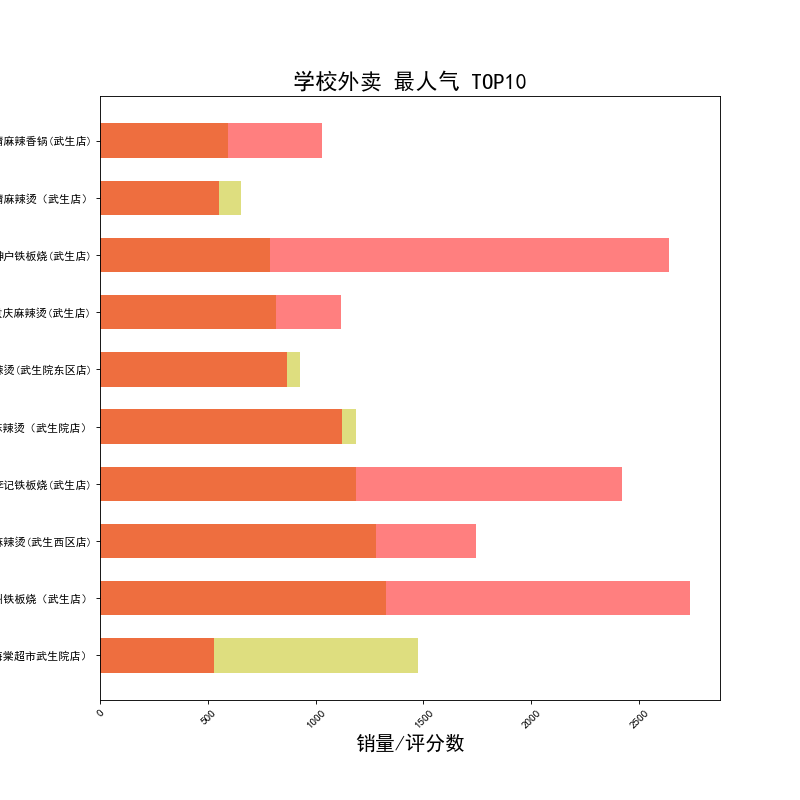 学校外卖 最人气 TOP10
麻辣香锅(武生店)
麻辣烫（武生店）
户铁板烧(武生店)
庆麻辣烫(武生店)
烫(武生院东区店)
辣烫（武生院店）
记铁板烧(武生店)
麻辣烫(武生西区店)
铁板烧（武生店）
海棠超市武生院店）
0 500 1000 1500 2000 2500
销量/评分数